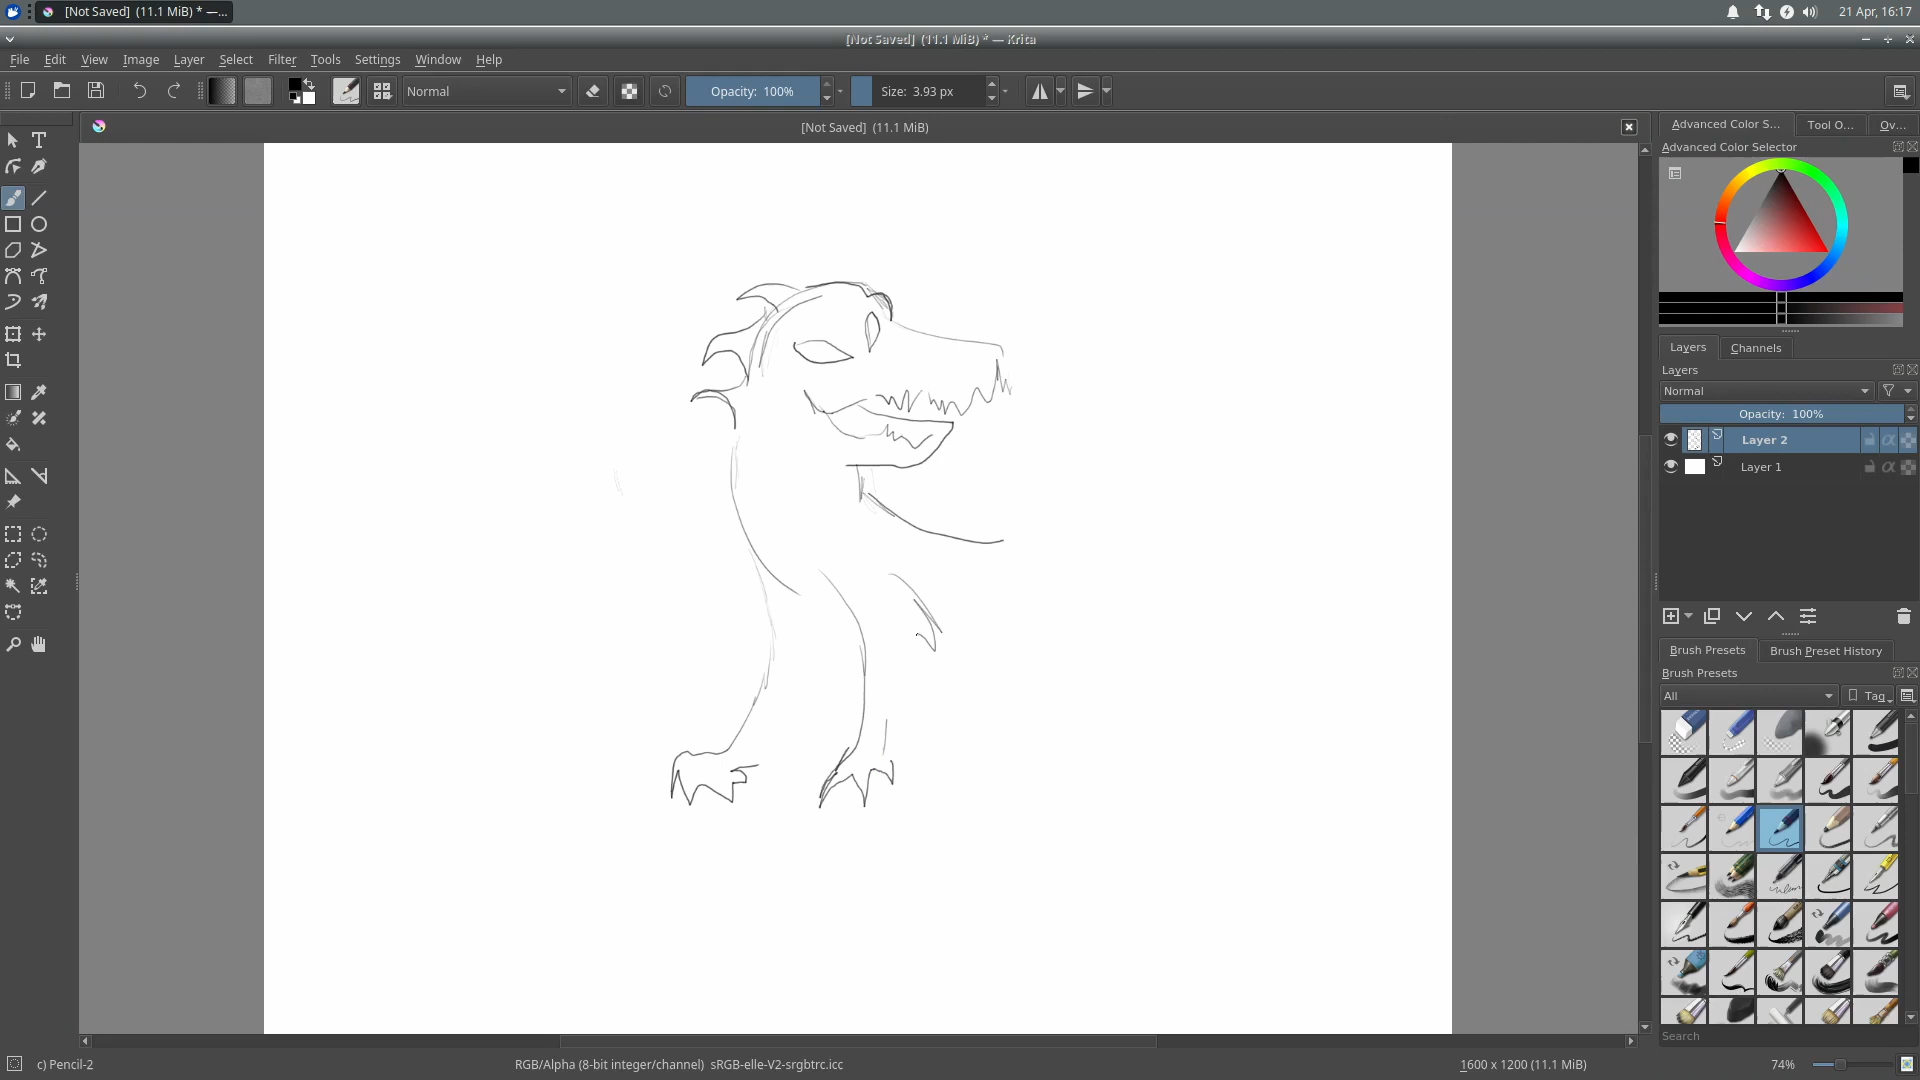 [Not Saved]  (11.1 MiB) * —...
21 Apr, 16:17
[Not Saved]  (11.1 MiB) * — Krita
File Edit View Image Layer Select Filter Tools Settings Window Help
Normal
Opacity: 100%
Size: 3.93 px
[Not Saved]  (11.1 MiB)
Advanced Color S... Tool O... Ov...
Advanced Color Selector
Layers Channels
Layers
Normal
Opacity: 100%
Layer 2
Layer 1
Brush Presets Brush Preset History
Brush Presets
All Tag
Search
c) Pencil-2
RGB/Alpha (8-bit integer/channel)  sRGB-elle-V2-srgbtrc.icc
1600 x 1200 (11.1 MiB)
74%